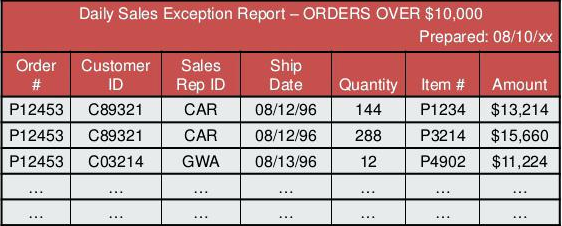 Daily Sales Exception Report – ORDERS OVER $10,000
Prepared: 08/10/xx
Order # Customer ID Sales Rep ID Ship Date Quantity Item # Amount
P12453 C89321 CAR 08/12/96 144 P1234 $13,214
P12453 C89321 CAR 08/12/96 288 P3214 $15,660
P12453 C03214 GWA 08/13/96 12 P4902 $11,224
... ... ... ... ... ... ...
... ... ... ... ... ... ...